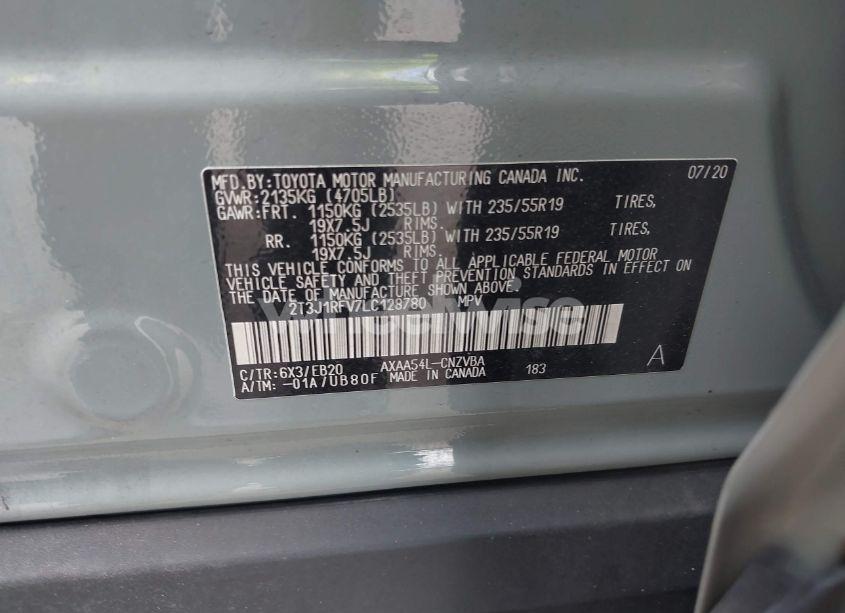 MFD.BY:TOYOTA MOTOR MANUFACTURING CANADA INC. 07/20
GVWR:2135KG (4705LB)
GAWR:FRT. 1150KG (2535LB) WITH 235/55R19 TIRES,
19X7.5J RIMS.
RR. 1150KG (2535LB) WITH 235/55R19 TIRES,
19X7.5J RIMS.
THIS VEHICLE CONFORMS TO ALL APPLICABLE FEDERAL MOTOR
VEHICLE SAFETY AND THEFT PREVENTION STANDARDS IN EFFECT ON
THE DATE OF MANUFACTURE SHOWN ABOVE.
2T3J1RFV7LC128780 MPV
wheelwise
C/TR:6X3/EB20 AXAA54L-CNZVBA 183 A
A/TM: -01A/UB80F MADE IN CANADA